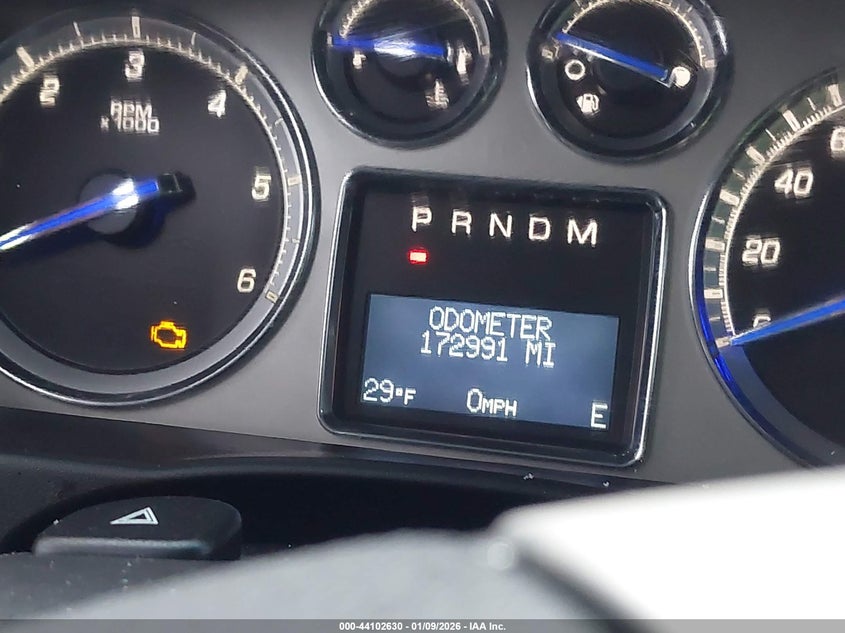 2
3
4
5
6
RPM
x1000
P R N D M
ODOMETER
172991 MI
29°F
0MPH
E
20
40
000-44102630 - 01/09/2026 - IAA Inc.